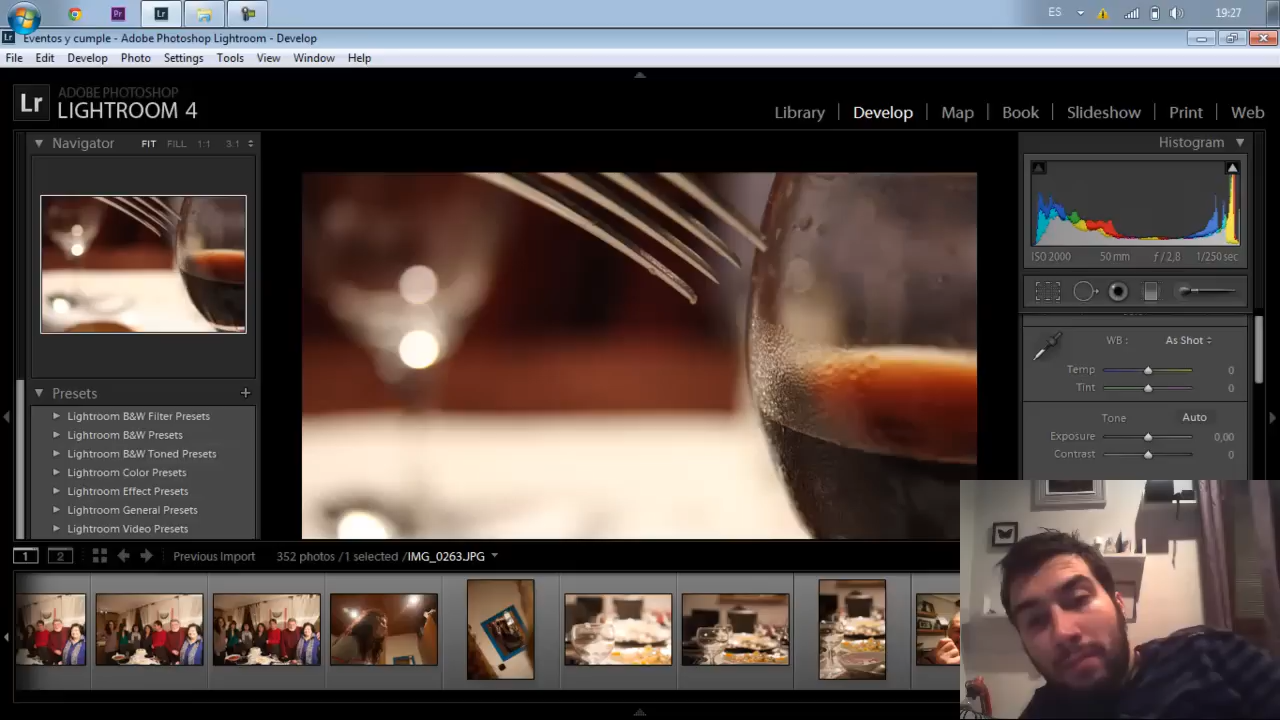 ES 19:27
Eventos y cumple - Adobe Photoshop Lightroom - Develop
File Edit Develop Photo Settings Tools View Window Help
Lr ADOBE PHOTOSHOP
LIGHTROOM 4
Library Develop Map Book Slideshow Print Web
Navigator FIT FILL 1:1 3:1
Histogram
ISO 2000 50 mm ƒ / 2,8 1/250 sec
WB : As Shot
Temp 0
Tint 0
Presets
Tone Auto
Lightroom B&W Filter Presets
Exposure 0,00
Lightroom B&W Presets
Contrast 0
Lightroom B&W Toned Presets
Lightroom Color Presets
Lightroom Effect Presets
Lightroom General Presets
Lightroom Video Presets
1 2 Previous Import 352 photos /1 selected /IMG_0263.JPG